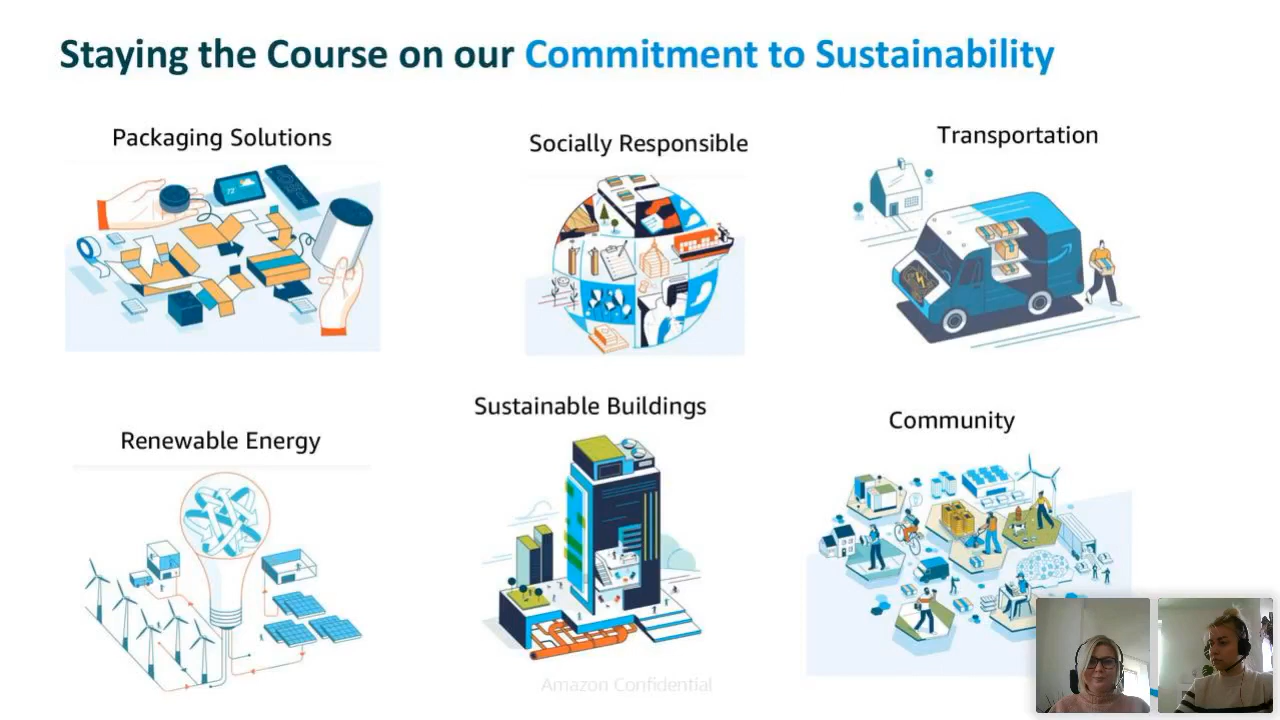 Staying the Course on our Commitment to Sustainability
Packaging Solutions
Socially Responsible
Transportation
72°
Renewable Energy
Sustainable Buildings
Community
Amazon Confidential